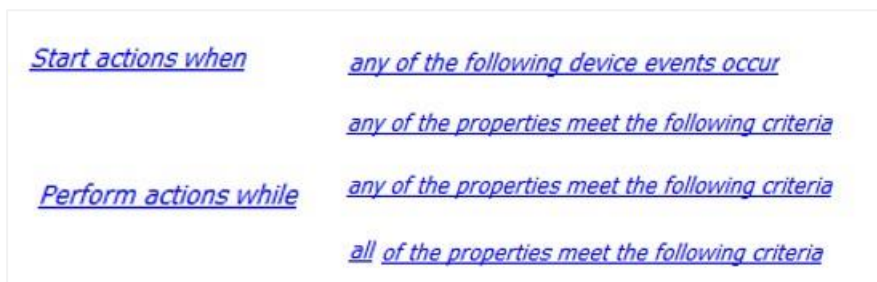 Start actions when
any of the following device events occur
any of the properties meet the following criteria
Perform actions while
any of the properties meet the following criteria
all of the properties meet the following criteria